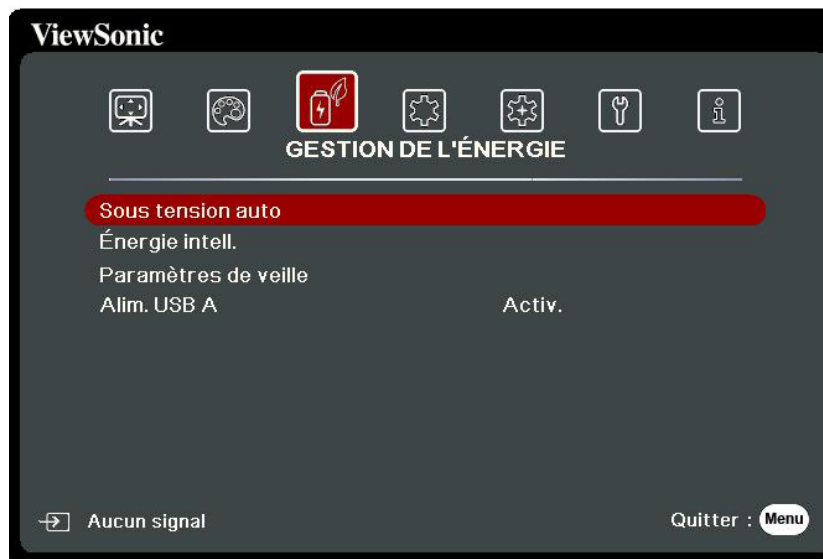 ViewSonic
GESTION DE L'ÉNERGIE
Sous tension auto
Énergie intell.
Paramètres de veille
Alim. USB A Activ.
Aucun signal Quitter : Menu